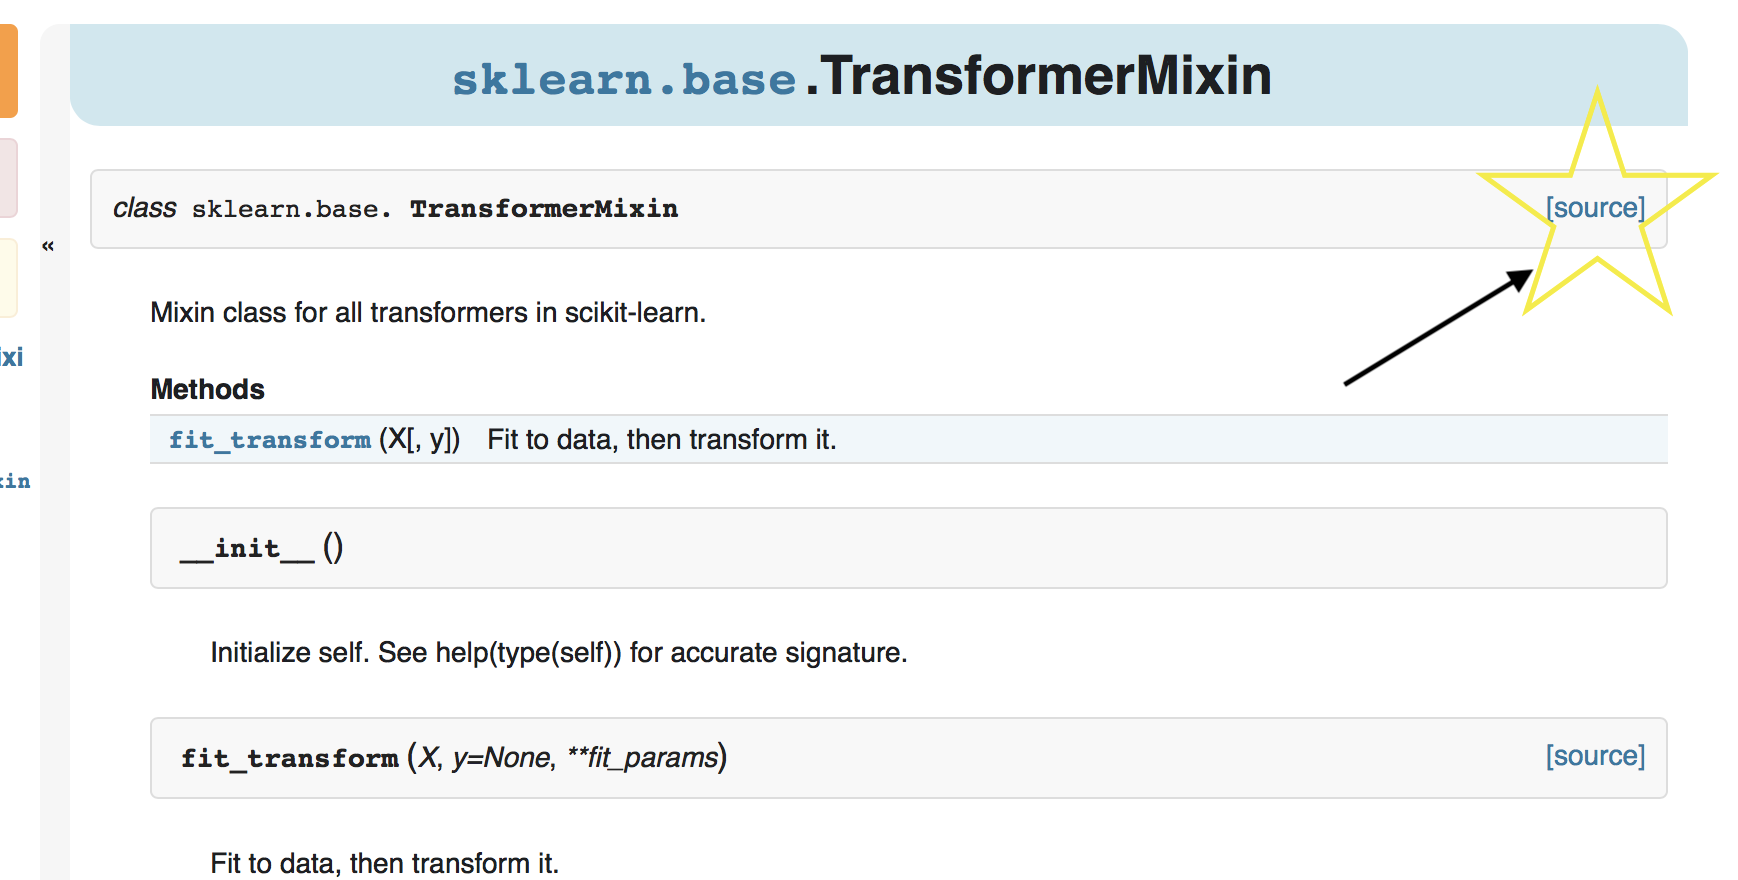 sklearn.base.TransformerMixin
class sklearn.base. TransformerMixin [source]
«
Mixin class for all transformers in scikit-learn.
ixi
Methods
fit_transform (X[, y]) Fit to data, then transform it.
xin
__init__ ()
Initialize self. See help(type(self)) for accurate signature.
fit_transform (X, y=None, **fit_params) [source]
Fit to data, then transform it.